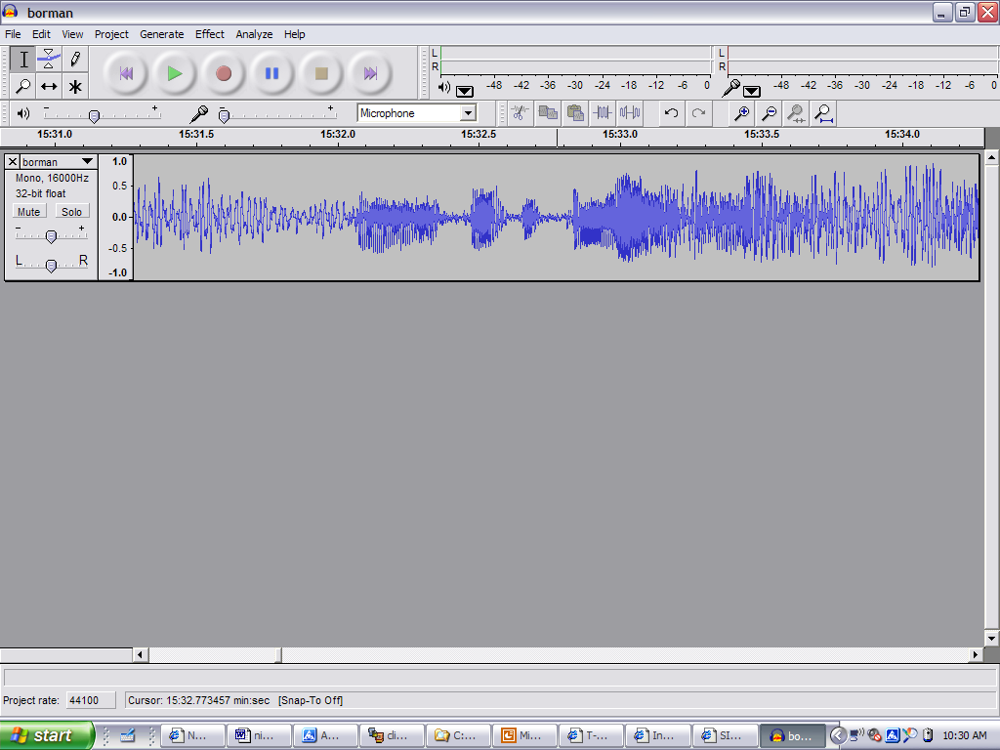 borman
File Edit View Project Generate Effect Analyze Help
L
R
-48 -42 -36 -30 -24 -18 -12 -6 0
L
R
-48 -42 -36 -30 -24 -18 -12 -6 0
- + - + Microphone
15:31.0 15:31.5 15:32.0 15:32.5 15:33.0 15:33.5 15:34.0
X borman
Mono, 16000Hz
32-bit float
Mute Solo
- +
L R
1.0
0.5
0.0
-0.5
-1.0
Project rate: 44100 Cursor: 15:32.773457 min:sec [Snap-To Off]
start N... ni... A... cli... C:... Mi... T-... In... SI... bo... 10:30 AM